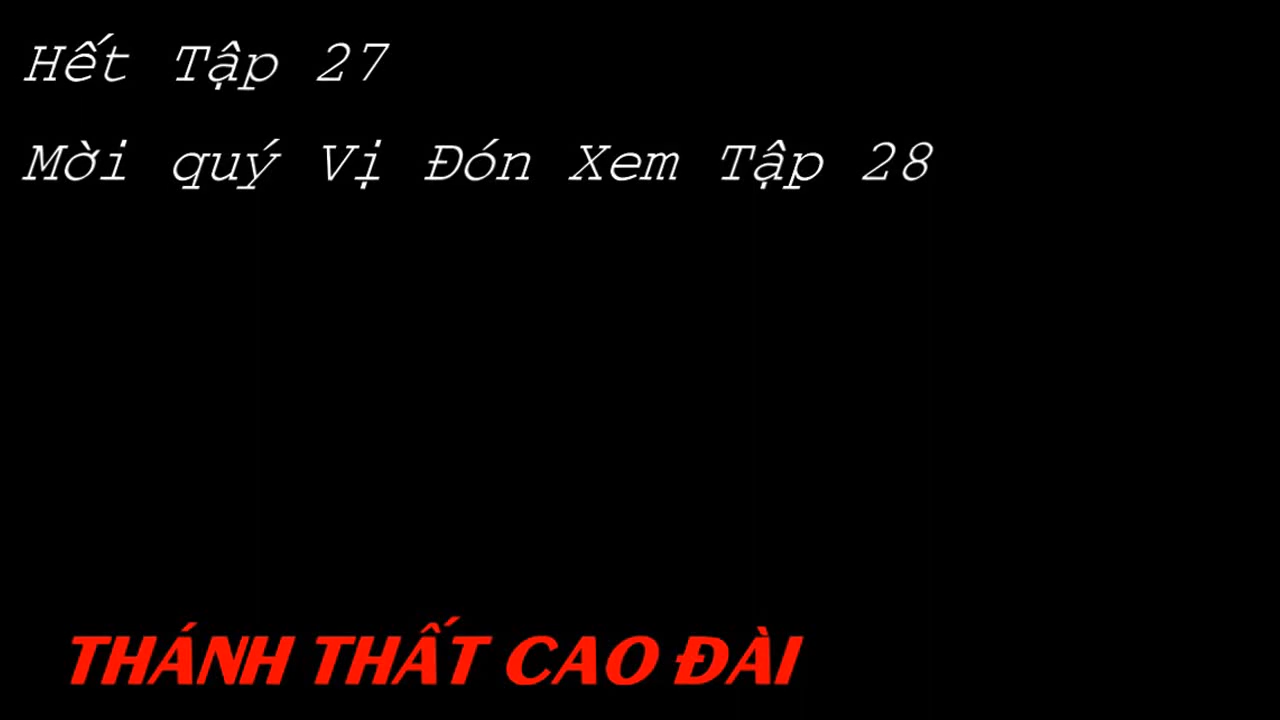 Hết Tập 27
Mời quý Vị Đón Xem Tập 28
THÁNH THẤT CAO ĐÀI